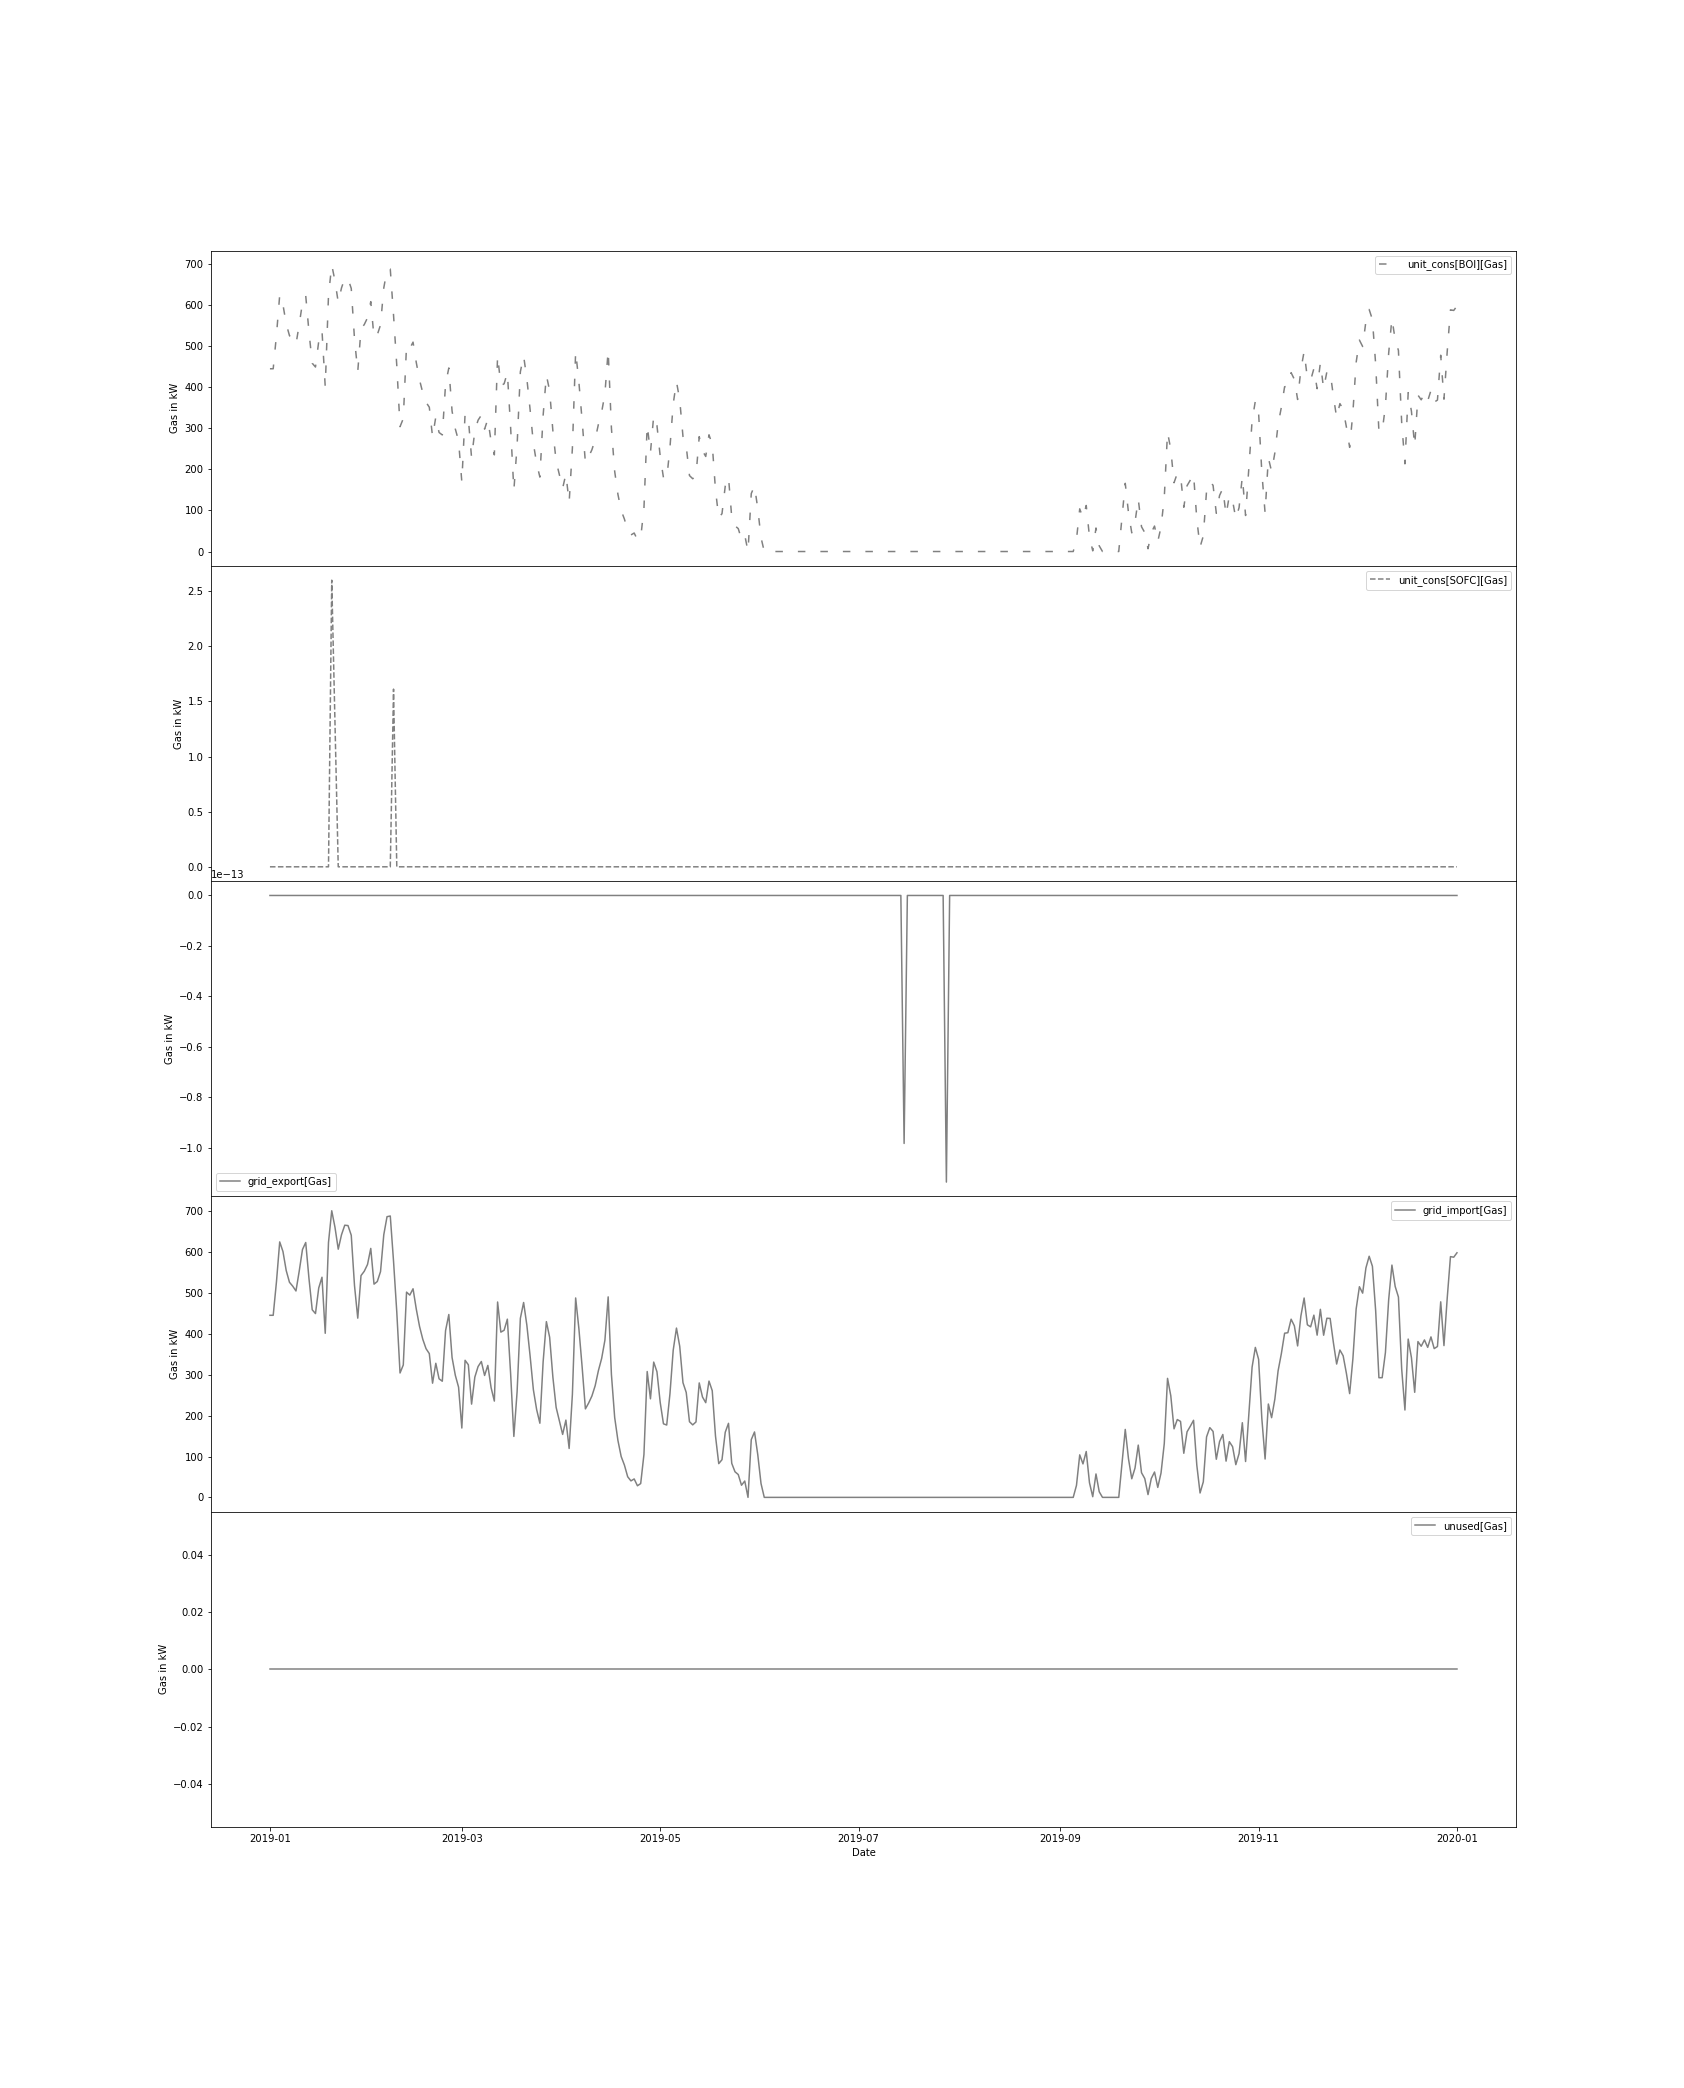 700
600
500
400
300
200
100
0
Gas in kW
unit_cons[BOI][Gas]
2.5
2.0
1.5
1.0
0.5
0.0
Gas in kW
unit_cons[SOFC][Gas]
1e−13
0.0
−0.2
−0.4
−0.6
−0.8
−1.0
Gas in kW
grid_export[Gas]
700
600
500
400
300
200
100
0
Gas in kW
grid_import[Gas]
0.04
0.02
0.00
−0.02
−0.04
Gas in kW
unused[Gas]
2019-01 2019-03 2019-05 2019-07 2019-09 2019-11 2020-01
Date